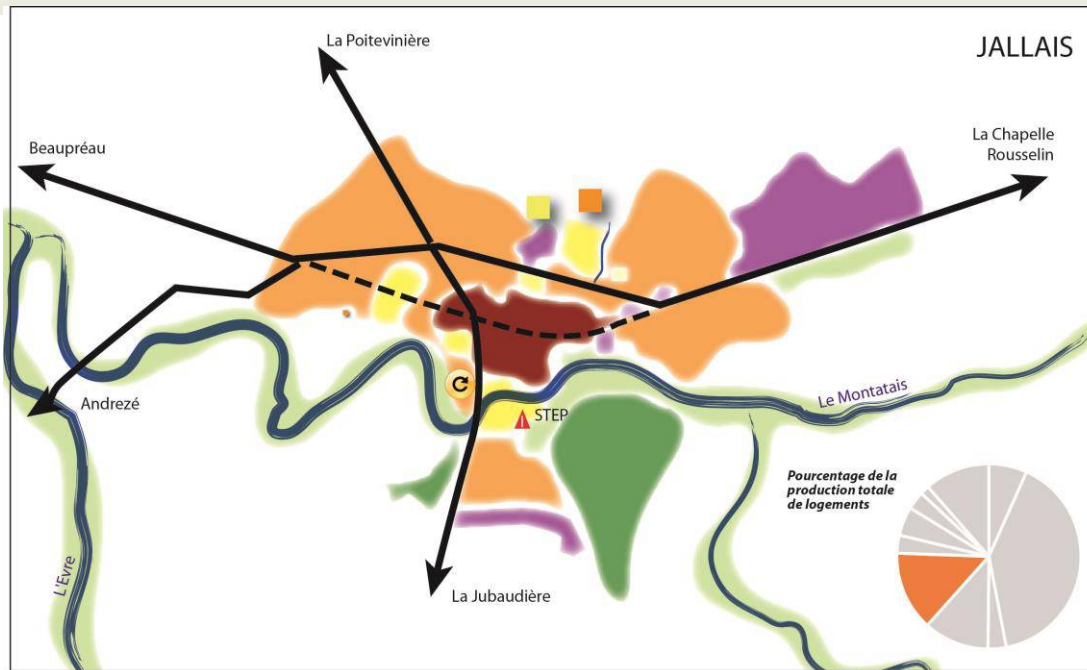 JALLAIS
La Poitevinière
Beaupréau
La Chapelle
Rousselin
Andrezé
Le Montatais
STEP
Pourcentage de la
production totale
de logements
L'Evre
La Jubaudière